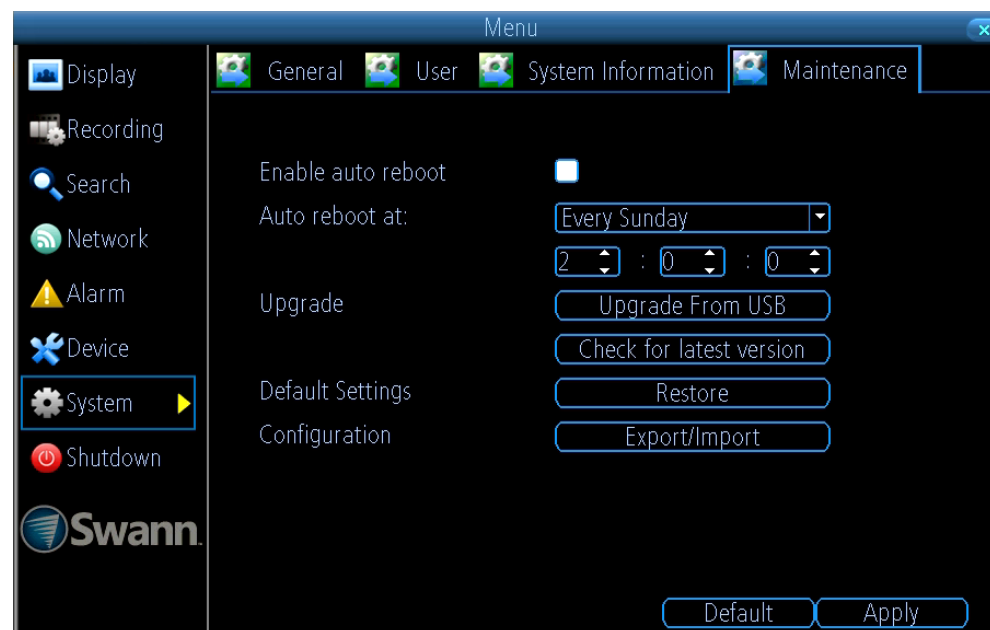 Menu
Display
Recording
Search
Network
Alarm
Device
System
Shutdown
Swann
General User System Information Maintenance
Enable auto reboot
Auto reboot at: Every Sunday
2 : 0 : 0
Upgrade Upgrade From USB
Check for latest version
Default Settings Restore
Configuration Export/Import
Default Apply